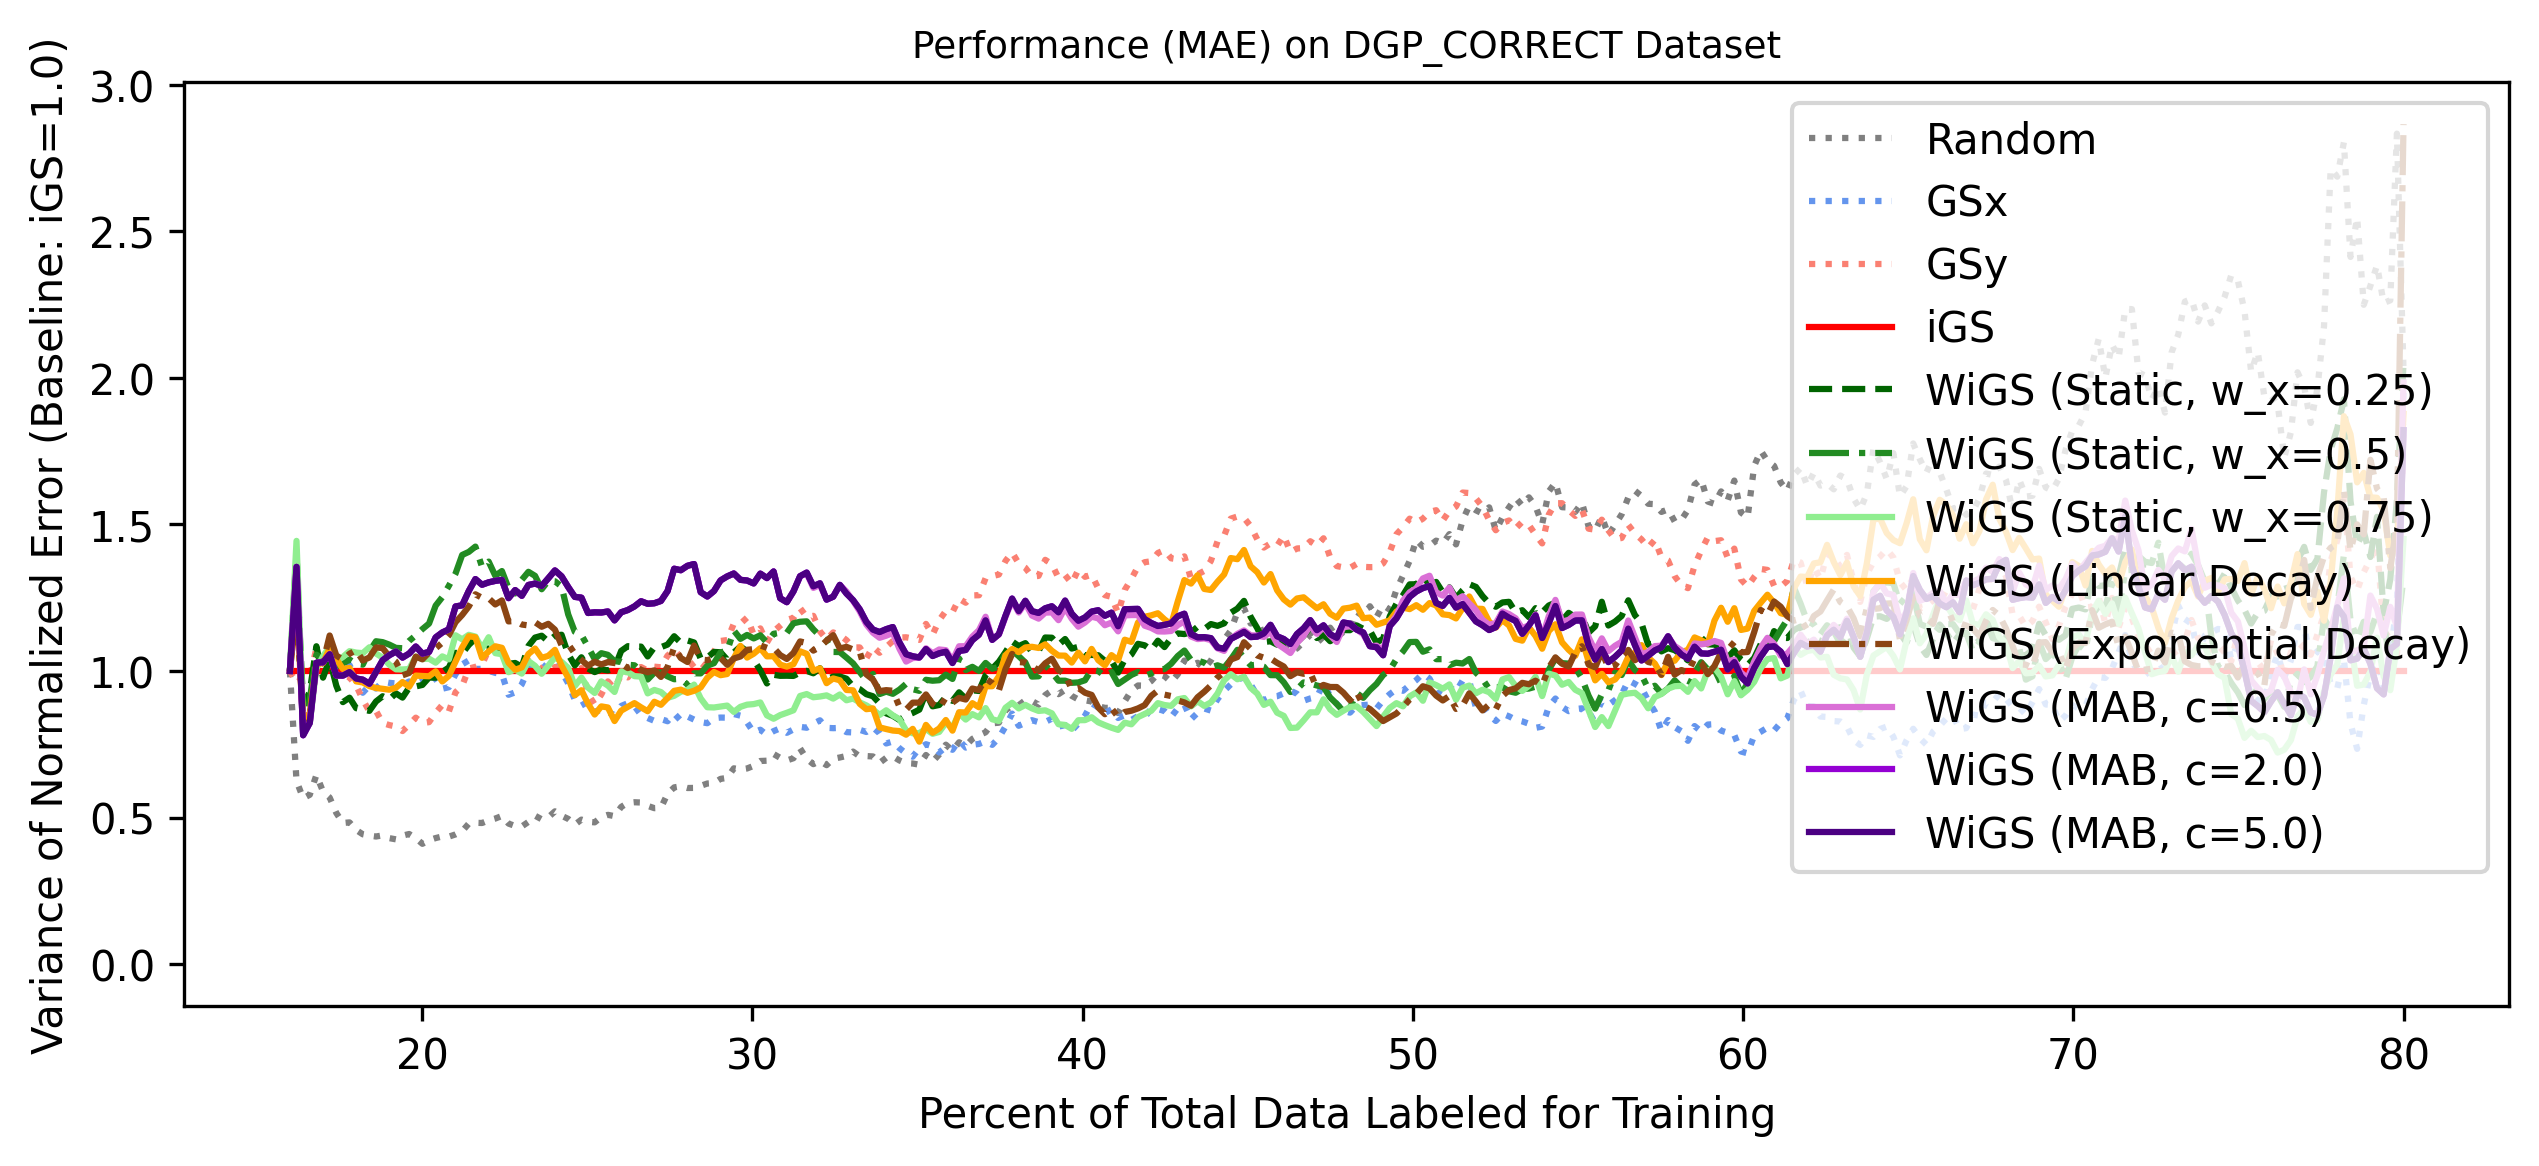 Performance (MAE) on DGP_CORRECT Dataset
Variance of Normalized Error (Baseline: iGS=1.0)
3.0
2.5
2.0
1.5
1.0
0.5
0.0
Random
GSx
GSy
iGS
WiGS (Static, w_x=0.25)
WiGS (Static, w_x=0.5)
WiGS (Static, w_x=0.75)
WiGS (Linear Decay)
WiGS (Exponential Decay)
WiGS (MAB, c=0.5)
WiGS (MAB, c=2.0)
WiGS (MAB, c=5.0)
20 30 40 50 60 70 80
Percent of Total Data Labeled for Training